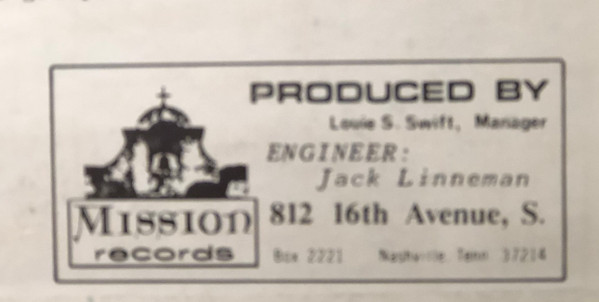 PRODUCED BY
Louie S. Swift, Manager
ENGINEER:
Jack Linneman
812 16th Avenue, S.
MISSION
records
Box 2221 Nashville Tenn 37214